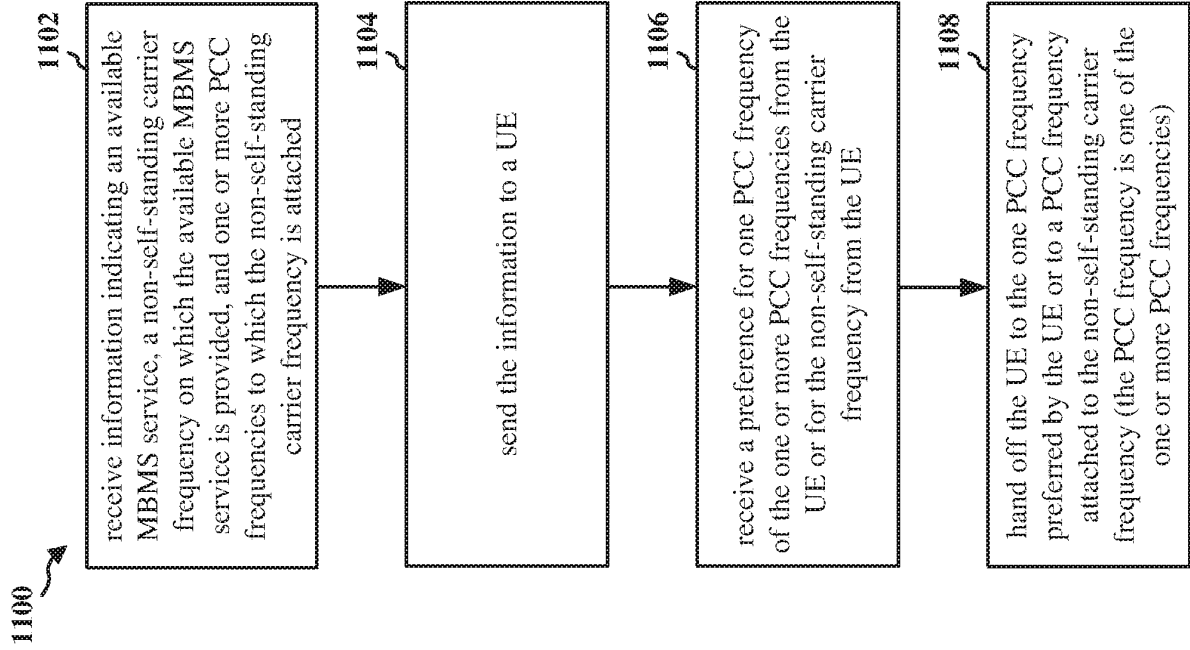 1100
1102
receive information indicating an available
MBMS service, a non-self-standing carrier
frequency on which the available MBMS
service is provided, and one or more PCC
frequencies to which the non-self-standing
carrier frequency is attached
1104
send the information to a UE
1106
receive a preference for one PCC frequency
of the one or more PCC frequencies from the
UE or for the non-self-standing carrier
frequency from the UE
1108
hand off the UE to the one PCC frequency
preferred by the UE or to a PCC frequency
attached to the non-self-standing carrier
frequency (the PCC frequency is one of the
one or more PCC frequencies)